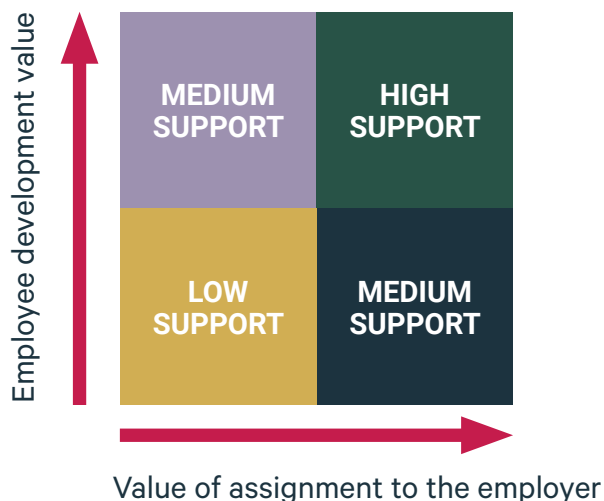 Employee development value
MEDIUM
SUPPORT
HIGH
SUPPORT
LOW
SUPPORT
MEDIUM
SUPPORT
Value of assignment to the employer